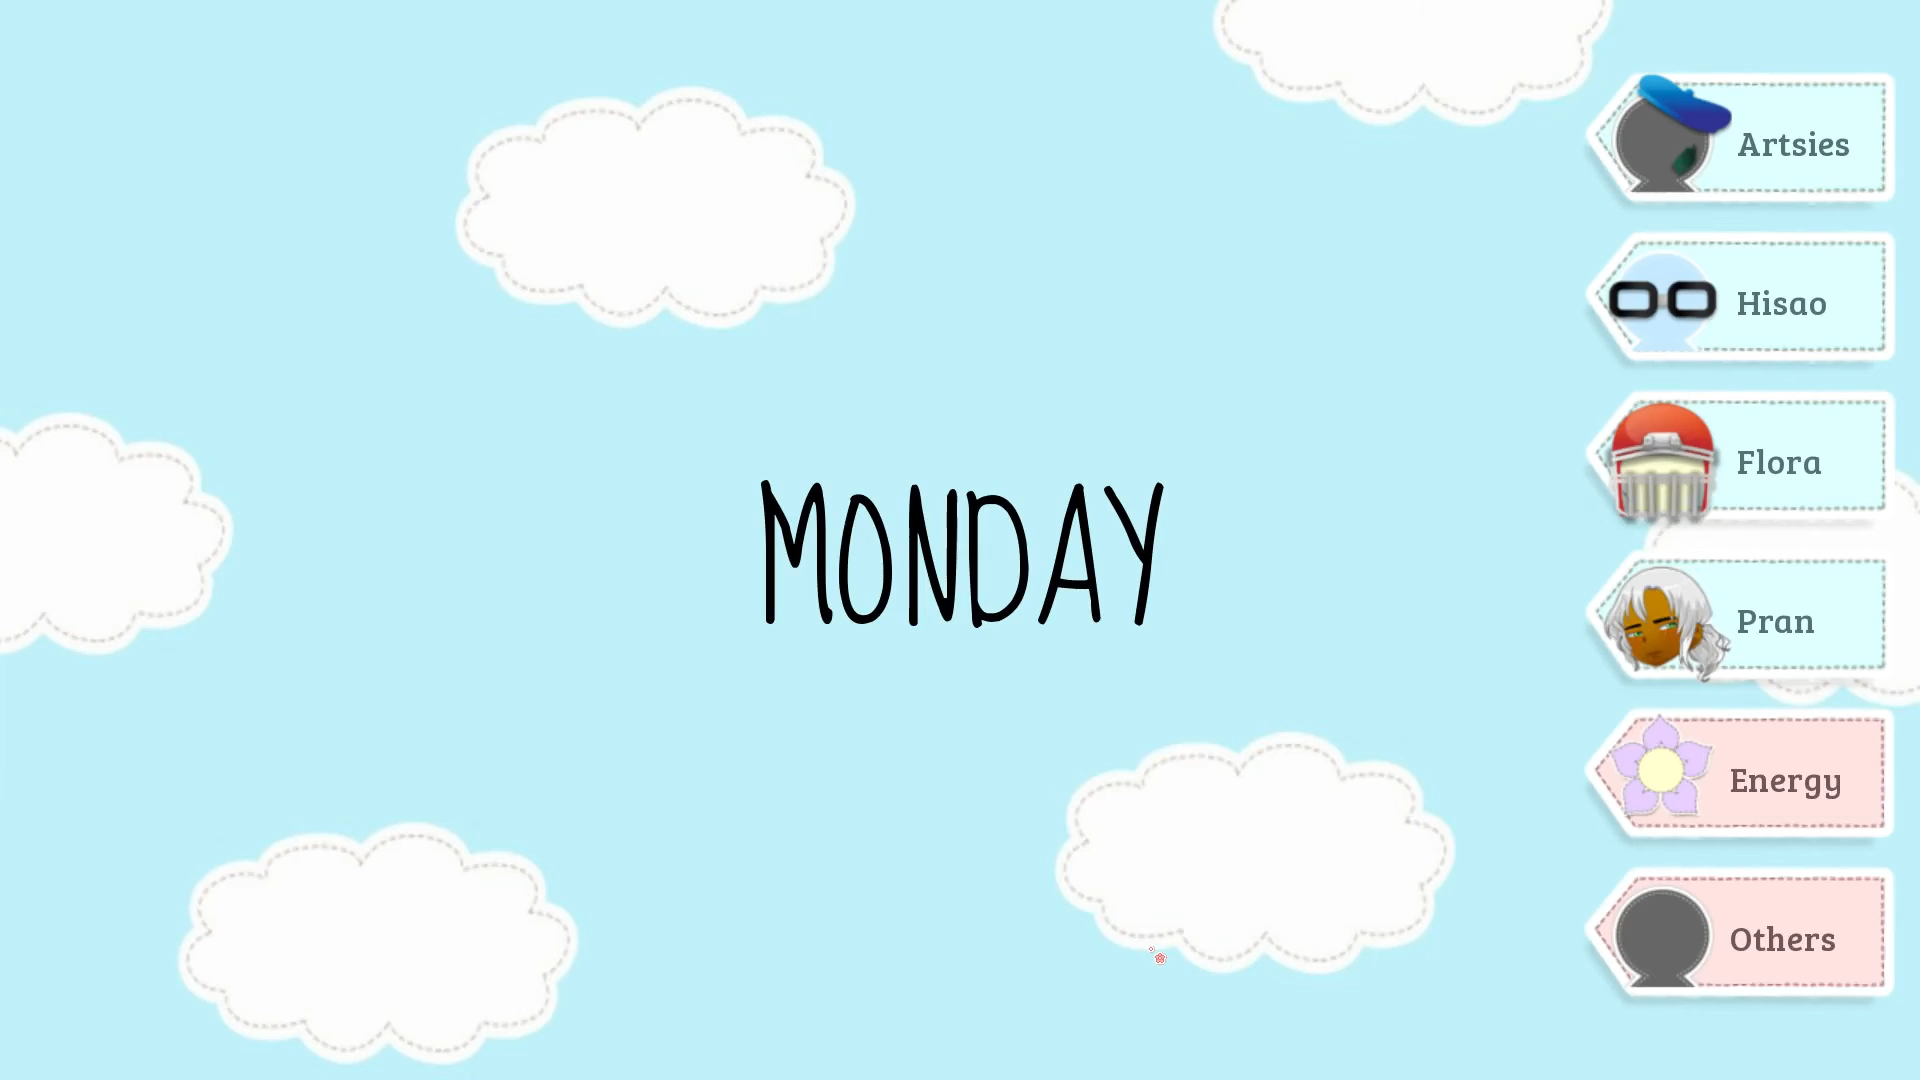 MONDAY
Artsies
Hisao
Flora
Pran
Energy
Others